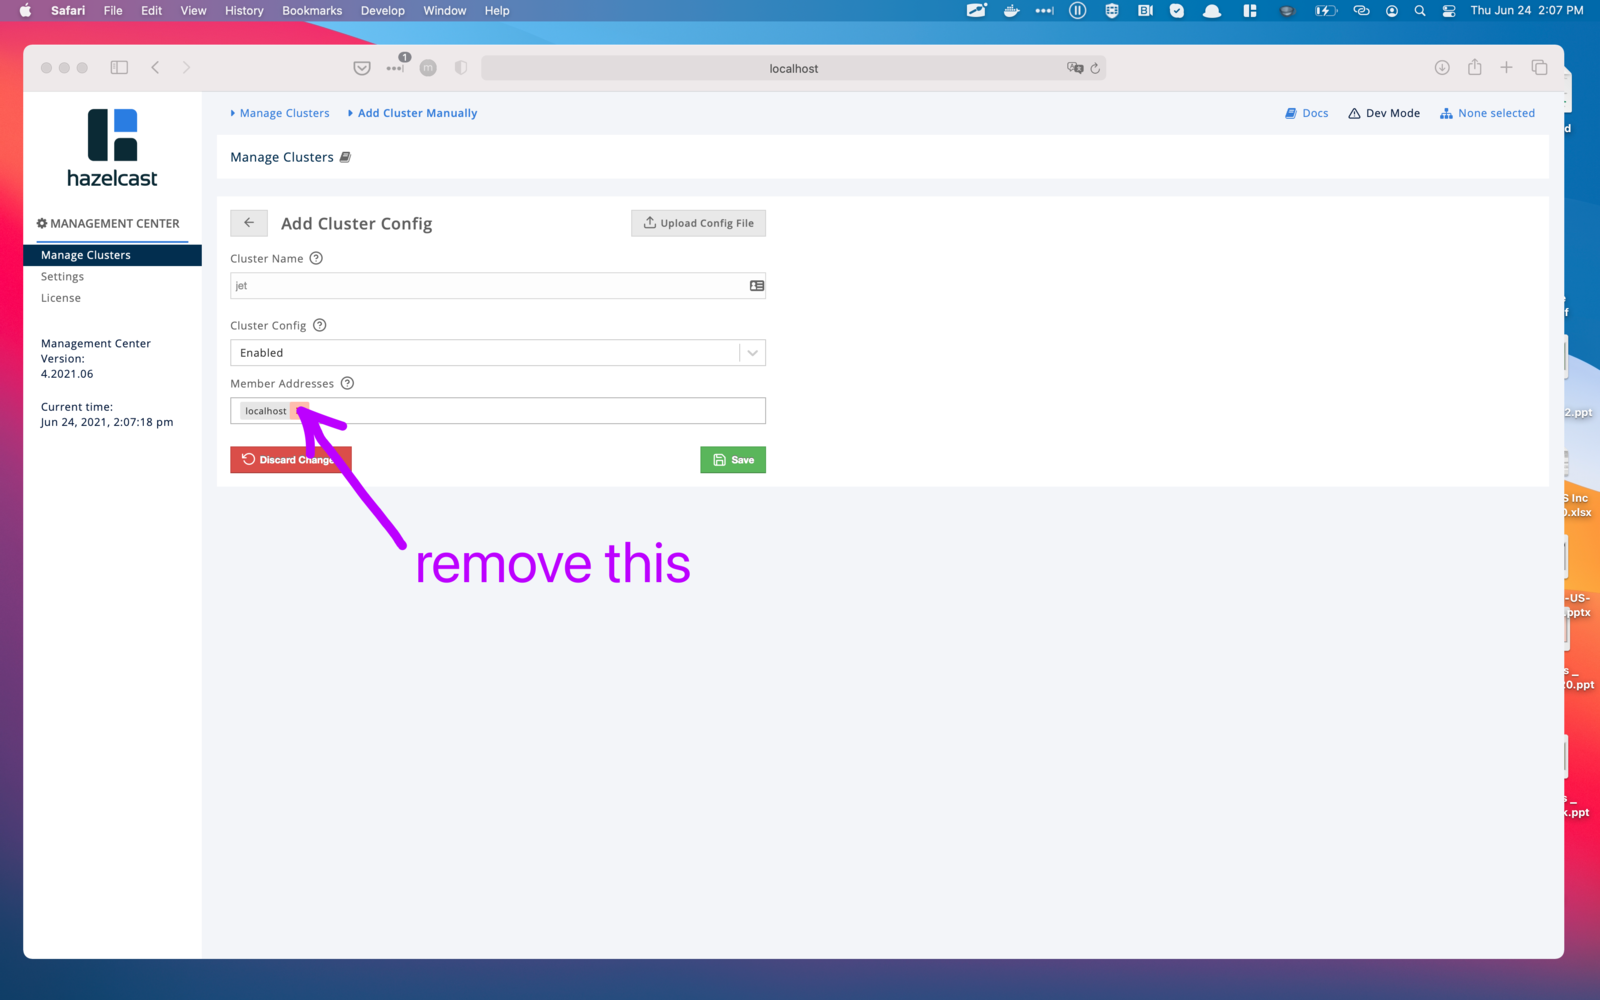 Safari File Edit View History Bookmarks Develop Window Help
Thu Jun 24 2:07 PM
1
localhost
hazelcast
MANAGEMENT CENTER
Manage Clusters
Settings
License
Management Center
Version:
4.2021.06
Current time:
Jun 24, 2021, 2:07:18 pm
Manage Clusters Add Cluster Manually
Docs Dev Mode None selected
Manage Clusters
Add Cluster Config
Upload Config File
Cluster Name
jet
Cluster Config
Enabled
Member Addresses
localhost
Discard Change
Save
remove this
d
f
2.ppt
S Inc
0.xlsx
-US-
.pptx
s _
20.ppt
s _
k.ppt